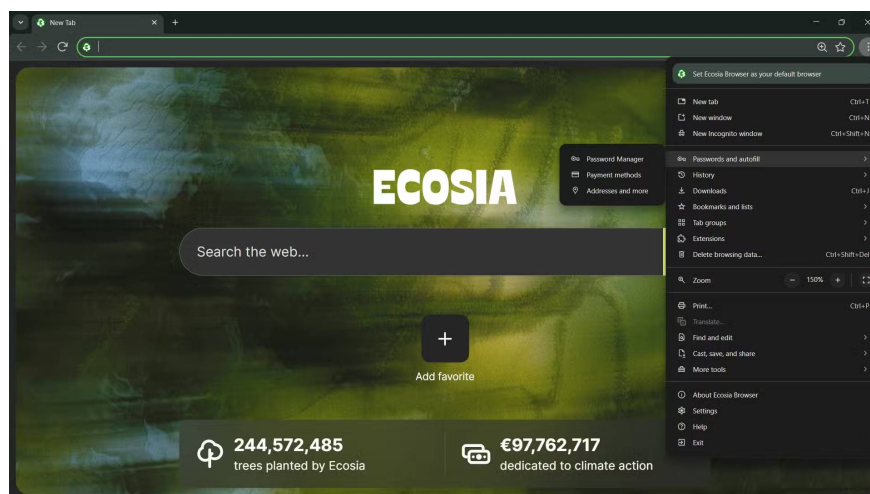 New Tab
Set Ecosia Browser as your default browser
New tab Ctrl+T
New window Ctrl+N
New Incognito window Ctrl+Shift+N
Passwords and autofill
Password Manager
Payment methods
Addresses and more
History
Downloads Ctrl+J
Bookmarks and lists
Tab groups
Extensions
Delete browsing data... Ctrl+Shift+Del
Zoom - 150% +
Print... Ctrl+P
Translate...
Find and edit
Cast, save, and share
More tools
About Ecosia Browser
Settings
Help
Exit
ECOSIA
Search the web...
Add favorite
244,572,485
trees planted by Ecosia
€97,762,717
dedicated to climate action